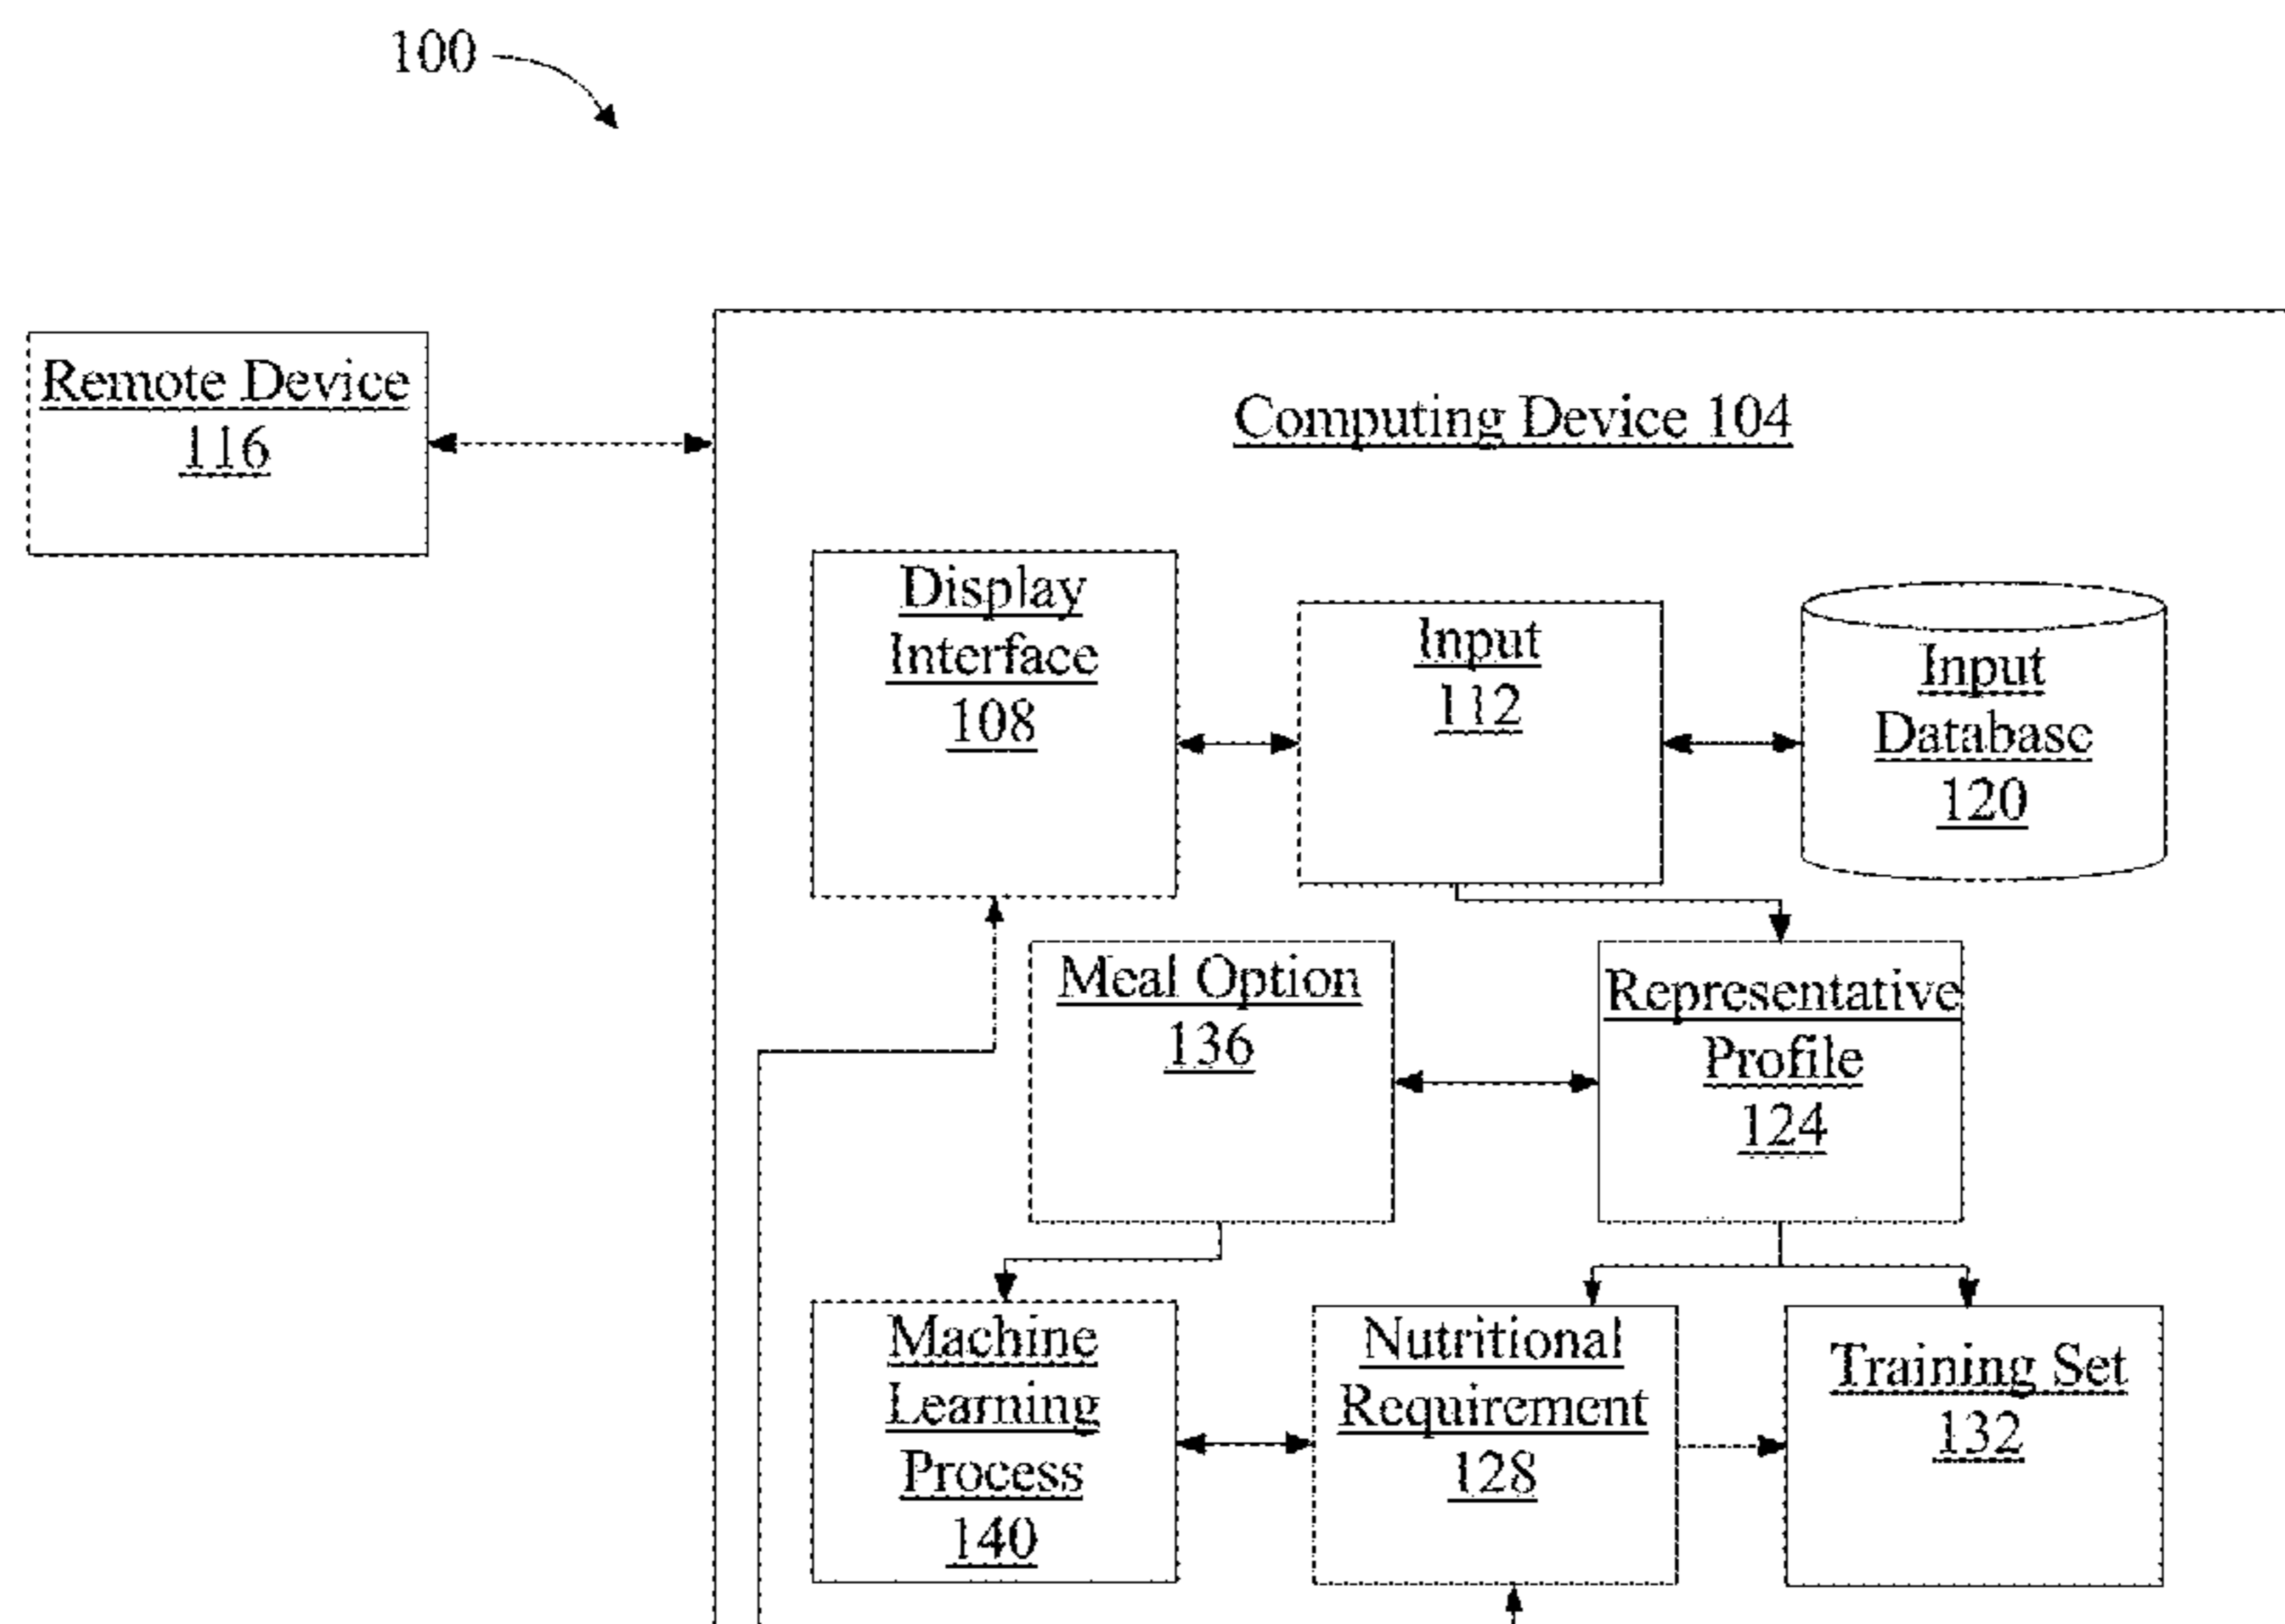 100
Remote Device
116
Computing Device 104
Display
Interface
108
Input
112
Input
Database
120
Meal Option
136
Representative
Profile
124
Machine
Learning
Process
140
Nutritional
Requirement
128
Training Set
132